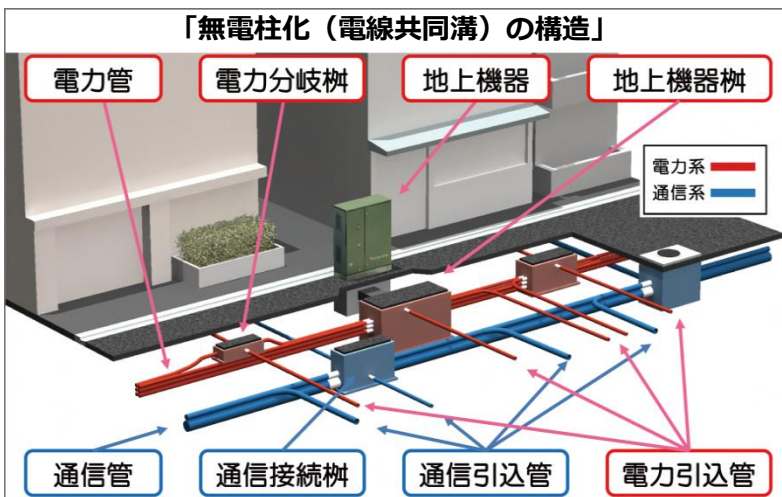 「無電柱化（電線共同溝）の構造」
電力管
電力分岐桝
地上機器
地上機器桝
電力系
通信系
通信管
通信接続桝
通信引込管
電力引込管